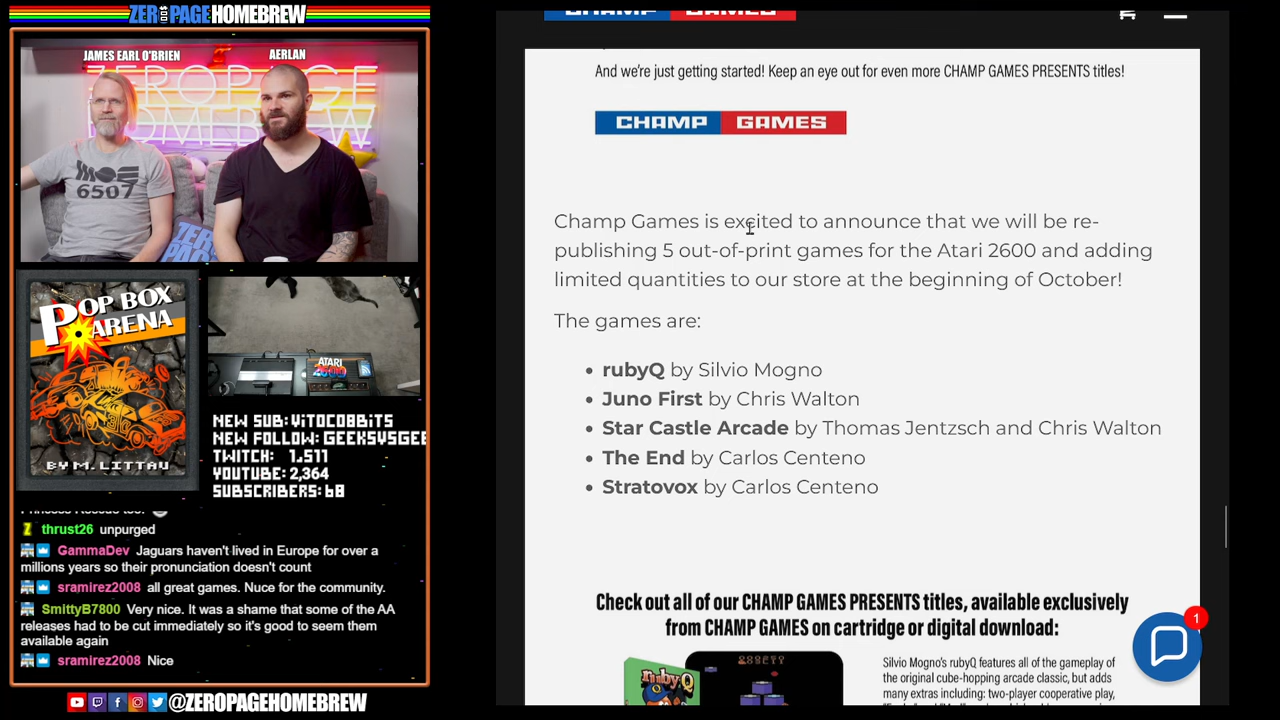 ZEROPAGE HOMEBREW
JAMES EARL O'BRIEN
AERLAN
ZEROPAGE
HOMEBREW
6507
POP BOX
ARENA
BY M. LITTAU
ATARI
2600
NEW SUB: VITOCO8BITS
NEW FOLLOW: GEEKSVSGEE
TWITCH: 1,511
YOUTUBE: 2,364
SUBSCRIBERS: 68
thrust26 unpurged
GammaDev Jaguars haven't lived in Europe for over a
millions years so their pronunciation doesn't count
sramirez2008 all great games. Nuce for the community.
SmittyB7800 Very nice. It was a shame that some of the AA
releases had to be cut immediately so it's good to seem them
available again
sramirez2008 Nice
@ZEROPAGEHOMEBREW
CHAMP GAMES
And we're just getting started! Keep an eye out for even more CHAMP GAMES PRESENTS titles!
CHAMP GAMES
Champ Games is excited to announce that we will be re-
publishing 5 out-of-print games for the Atari 2600 and adding
limited quantities to our store at the beginning of October!
The games are:
• rubyQ by Silvio Mogno
• Juno First by Chris Walton
• Star Castle Arcade by Thomas Jentzsch and Chris Walton
• The End by Carlos Centeno
• Stratovox by Carlos Centeno
Check out all of our CHAMP GAMES PRESENTS titles, available exclusively
from CHAMP GAMES on cartridge or digital download:
1
rubyQ
Silvio Mogno's rubyQ features all of the gameplay of
the original cube-hopping arcade classic, but adds
many extras including: two-player cooperative play,